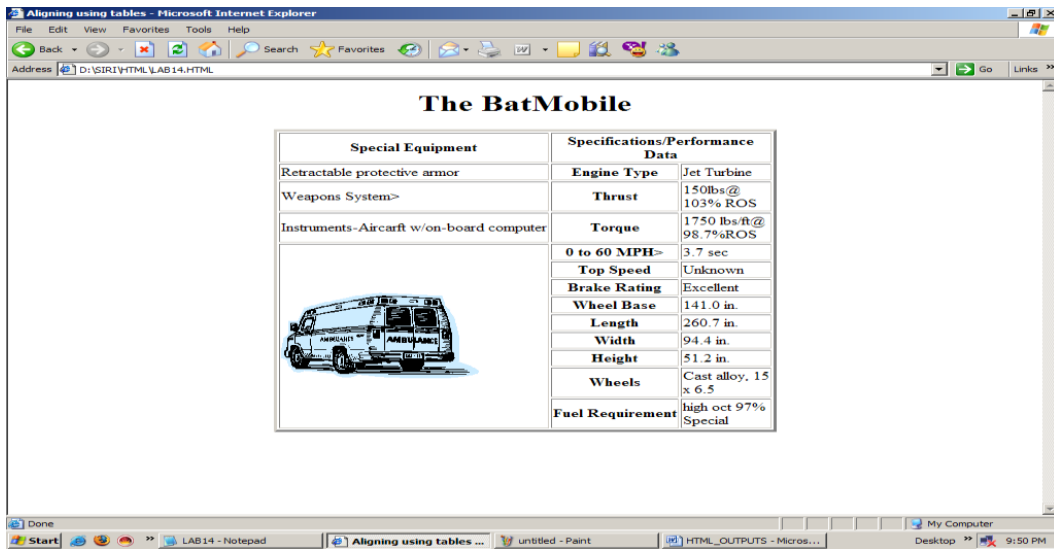 Aligning using tables - Microsoft Internet Explorer
File Edit View Favorites Tools Help
Back Search Favorites
Address D:\SIRI\HTML\LAB14.HTML Go Links »
The BatMobile
Special Equipment
Specifications/Performance
Data
Retractable protective armor
Engine Type
Jet Turbine
Weapons System>
Thrust
150lbs@
103% ROS
Instruments-Aircarft w/on-board computer
Torque
1750 lbs/ft@
98.7%ROS
AMBULANCE
AMBULANCE
0 to 60 MPH>
3.7 sec
Top Speed
Unknown
Brake Rating
Excellent
Wheel Base
141.0 in.
Length
260.7 in.
Width
94.4 in.
Height
51.2 in.
Wheels
Cast alloy, 15
x 6.5
Fuel Requirement
high oct 97%
Special
Done
My Computer
Start » LAB14 - Notepad Aligning using tables ... untitled - Paint HTML_OUTPUTS - Micros... Desktop » 9:50 PM